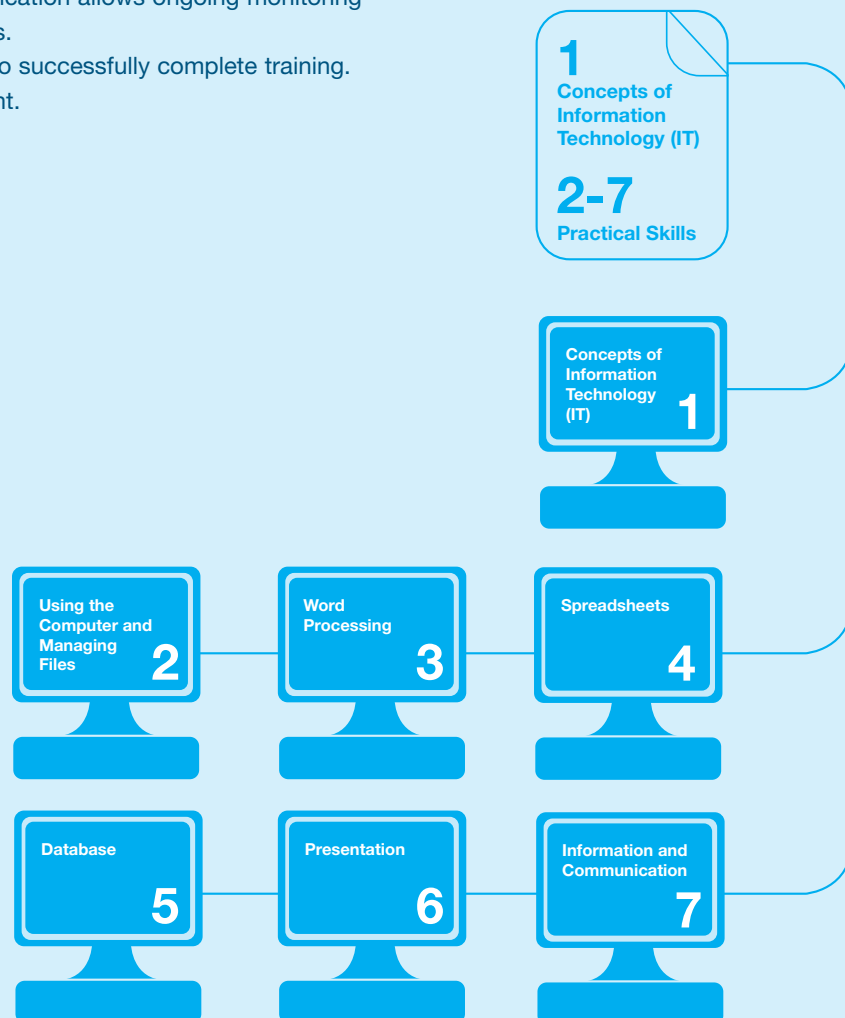 allows ongoing monitoring
o successfully complete training.
1
Concepts of
Information
Technology (IT)
2-7
Practical Skills
Concepts of
Information
Technology
(IT)
1
Using the
Computer and
Managing
Files
2
Word
Processing
3
Spreadsheets
4
Database
5
Presentation
6
Information and
Communication
7